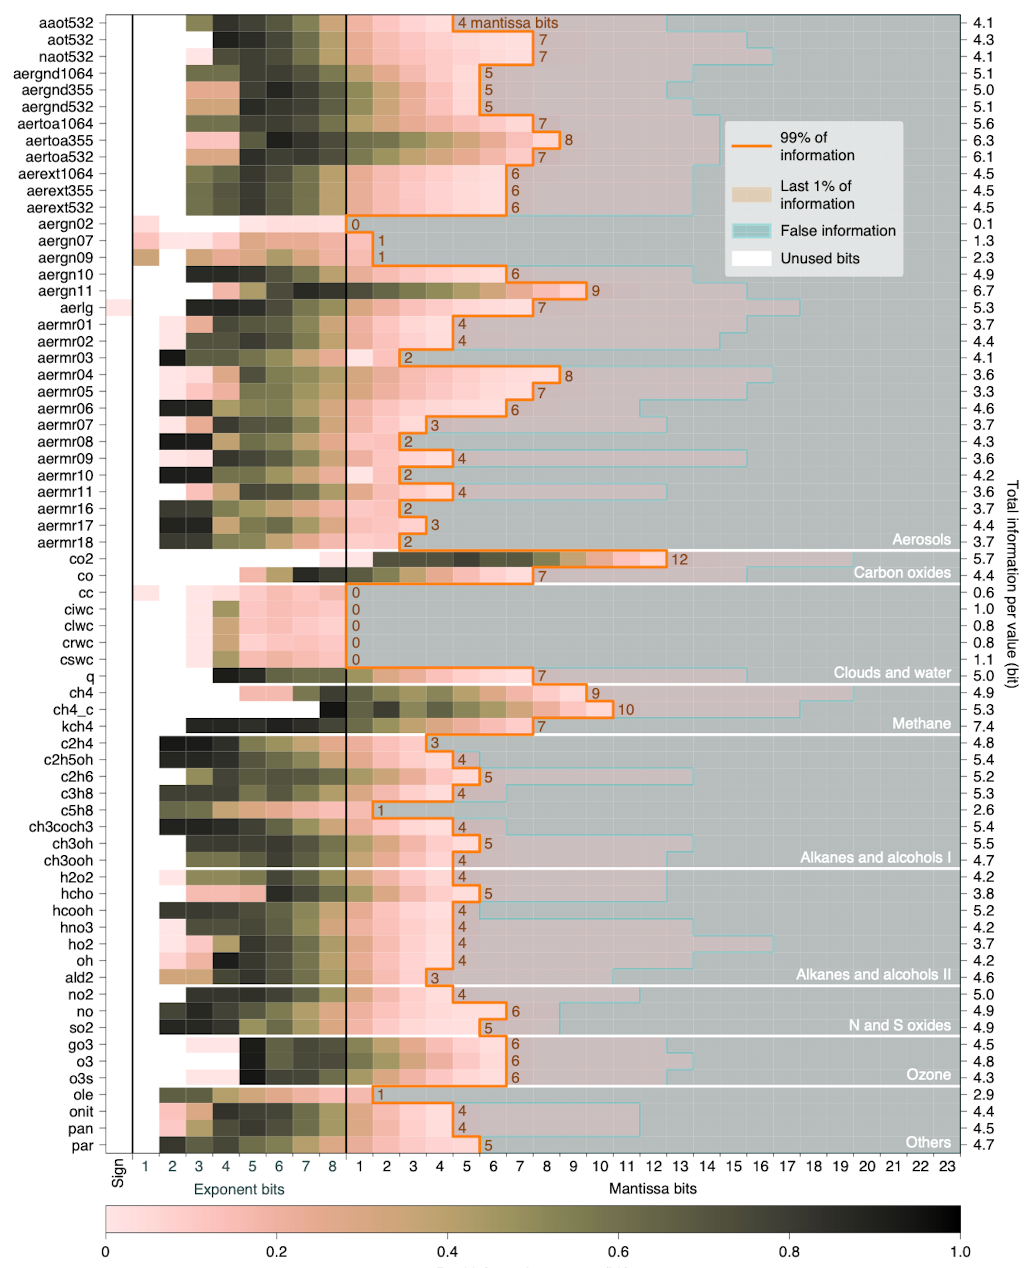 aaot532 4 mantissa bits 4.1
aot532 7 4.3
naot532 7 4.1
aergnd1064 5 5.1
aergnd355 5 5.0
aergnd532 5 5.1
aertoa1064 7 5.6
aertoa355 8 6.3
aertoa532 7 6.1
aerext1064 6 4.5
aerext355 6 4.5
aerext532 6 4.5
99% of
information
Last 1% of
information
False information
Unused bits
aergn02 0 0.1
aergn07 1 1.3
aergn09 1 2.3
aergn10 6 4.9
aergn11 9 6.7
aerlg 7 5.3
aermr01 4 3.7
aermr02 4 4.4
aermr03 2 4.1
aermr04 8 3.6
aermr05 7 3.3
aermr06 6 4.6
aermr07 3 3.7
aermr08 2 4.3
aermr09 4 3.6
aermr10 2 4.2
aermr11 4 3.6
aermr16 2 3.7
aermr17 3 4.4
aermr18 2 Aerosols 3.7
co2 12 5.7
co 7 Carbon oxides 4.4
cc 0 0.6
ciwc 0 1.0
clwc 0 0.8
crwc 0 0.8
cswc 0 1.1
q 7 Clouds and water 5.0
ch4 9 4.9
ch4_c 10 5.3
kch4 7 Methane 7.4
c2h4 3 4.8
c2h5oh 4 5.4
c2h6 5 5.2
c3h8 4 5.3
c5h8 1 2.6
ch3coch3 4 5.4
ch3oh 5 5.5
ch3ooh 4 Alkanes and alcohols I 4.7
h2o2 4 4.2
hcho 5 3.8
hcooh 4 5.2
hno3 4 4.2
ho2 4 3.7
oh 4 4.2
ald2 3 Alkanes and alcohols II 4.6
no2 4 5.0
no 6 4.9
so2 5 N and S oxides 4.9
go3 6 4.5
o3 6 4.8
o3s 6 Ozone 4.3
ole 1 2.9
onit 4 4.4
pan 4 4.5
par 5 Others 4.7
Total information per value (bit)
Sign 1 2 3 4 5 6 7 8 1 2 3 4 5 6 7 8 9 10 11 12 13 14 15 16 17 18 19 20 21 22 23
Exponent bits Mantissa bits
0 0.2 0.4 0.6 0.8 1.0